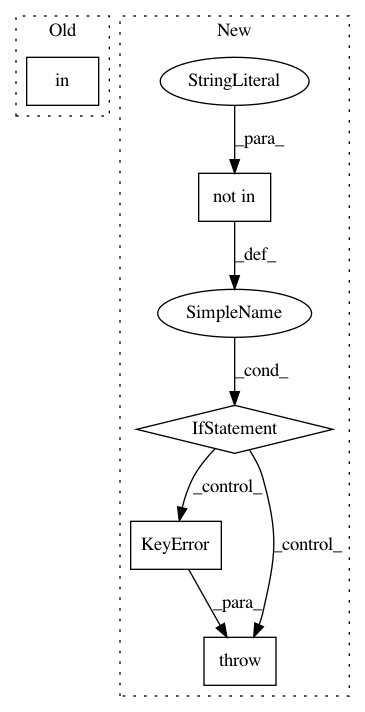 Old
New
in
StringLiteral
_para_
not in
_def_
SimpleName
_cond_
IfStatement
_control_
_control_
KeyError
_para_
throw